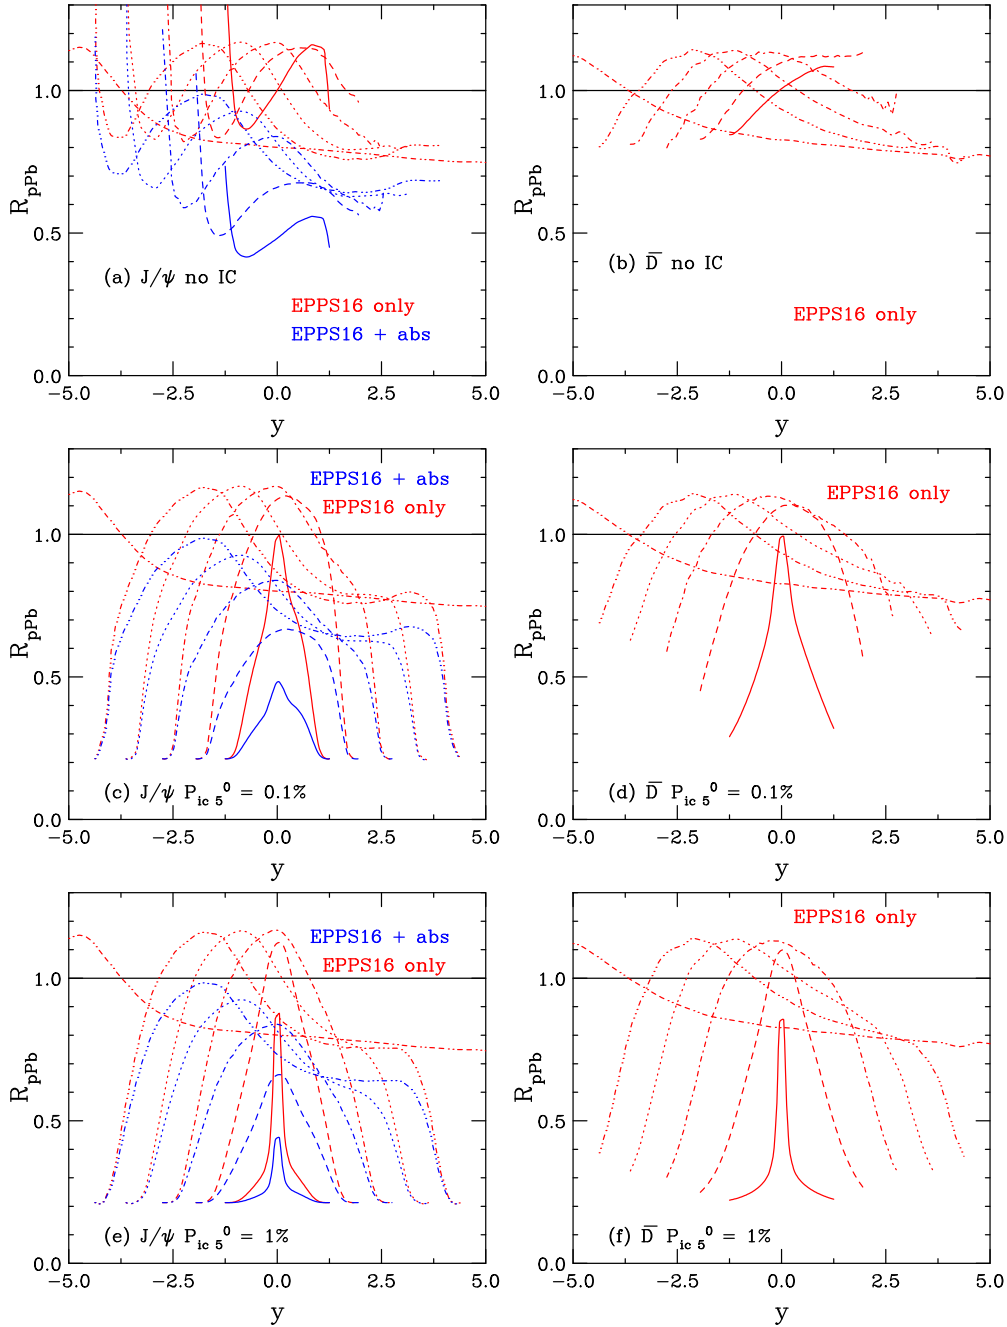 1.0
0.5
0.0
R_pPb
(a) J/ψ no IC
EPPS16 only
EPPS16 + abs
−5.0 −2.5 0.0 2.5 5.0
y
1.0
0.5
0.0
R_pPb
(b) D̅ no IC
EPPS16 only
−5.0 −2.5 0.0 2.5 5.0
y
1.0
0.5
0.0
R_pPb
EPPS16 + abs
EPPS16 only
(c) J/ψ P_ic 5^0 = 0.1%
−5.0 −2.5 0.0 2.5 5.0
y
1.0
0.5
0.0
R_pPb
EPPS16 only
(d) D̅ P_ic 5^0 = 0.1%
−5.0 −2.5 0.0 2.5 5.0
y
1.0
0.5
0.0
R_pPb
EPPS16 + abs
EPPS16 only
(e) J/ψ P_ic 5^0 = 1%
−5.0 −2.5 0.0 2.5 5.0
y
1.0
0.5
0.0
R_pPb
EPPS16 only
(f) D̅ P_ic 5^0 = 1%
−5.0 −2.5 0.0 2.5 5.0
y